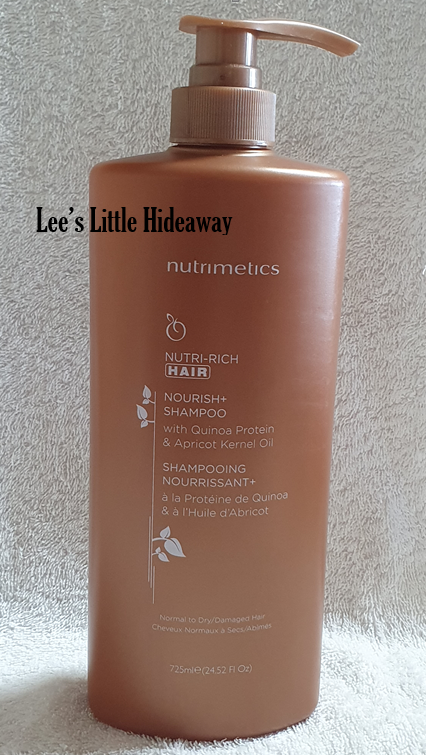 Lee's Little Hideaway
nutrimetics
NUTRI-RICH
HAIR
NOURISH+
SHAMPOO
with Quinoa Protein
& Apricot Kernel Oil
SHAMPOOING
NOURRISSANT+
à la Protéine de Quinoa
& à l'Huile d'Abricot
Normal to Dry/Damaged Hair
Cheveux Normaux à Secs/Abîmés
725ml℮(24.52 Fl Oz)